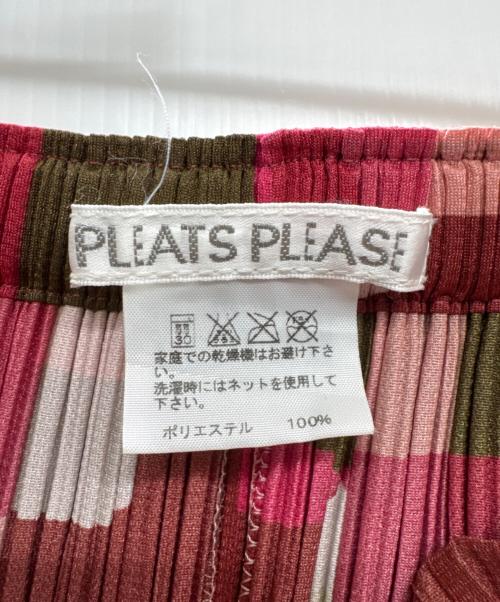 PLEATS PLEASE
家庭での乾燥機はお避け下さ
い。
洗濯時にはネットを使用して
下さい。
ポリエステル 100%